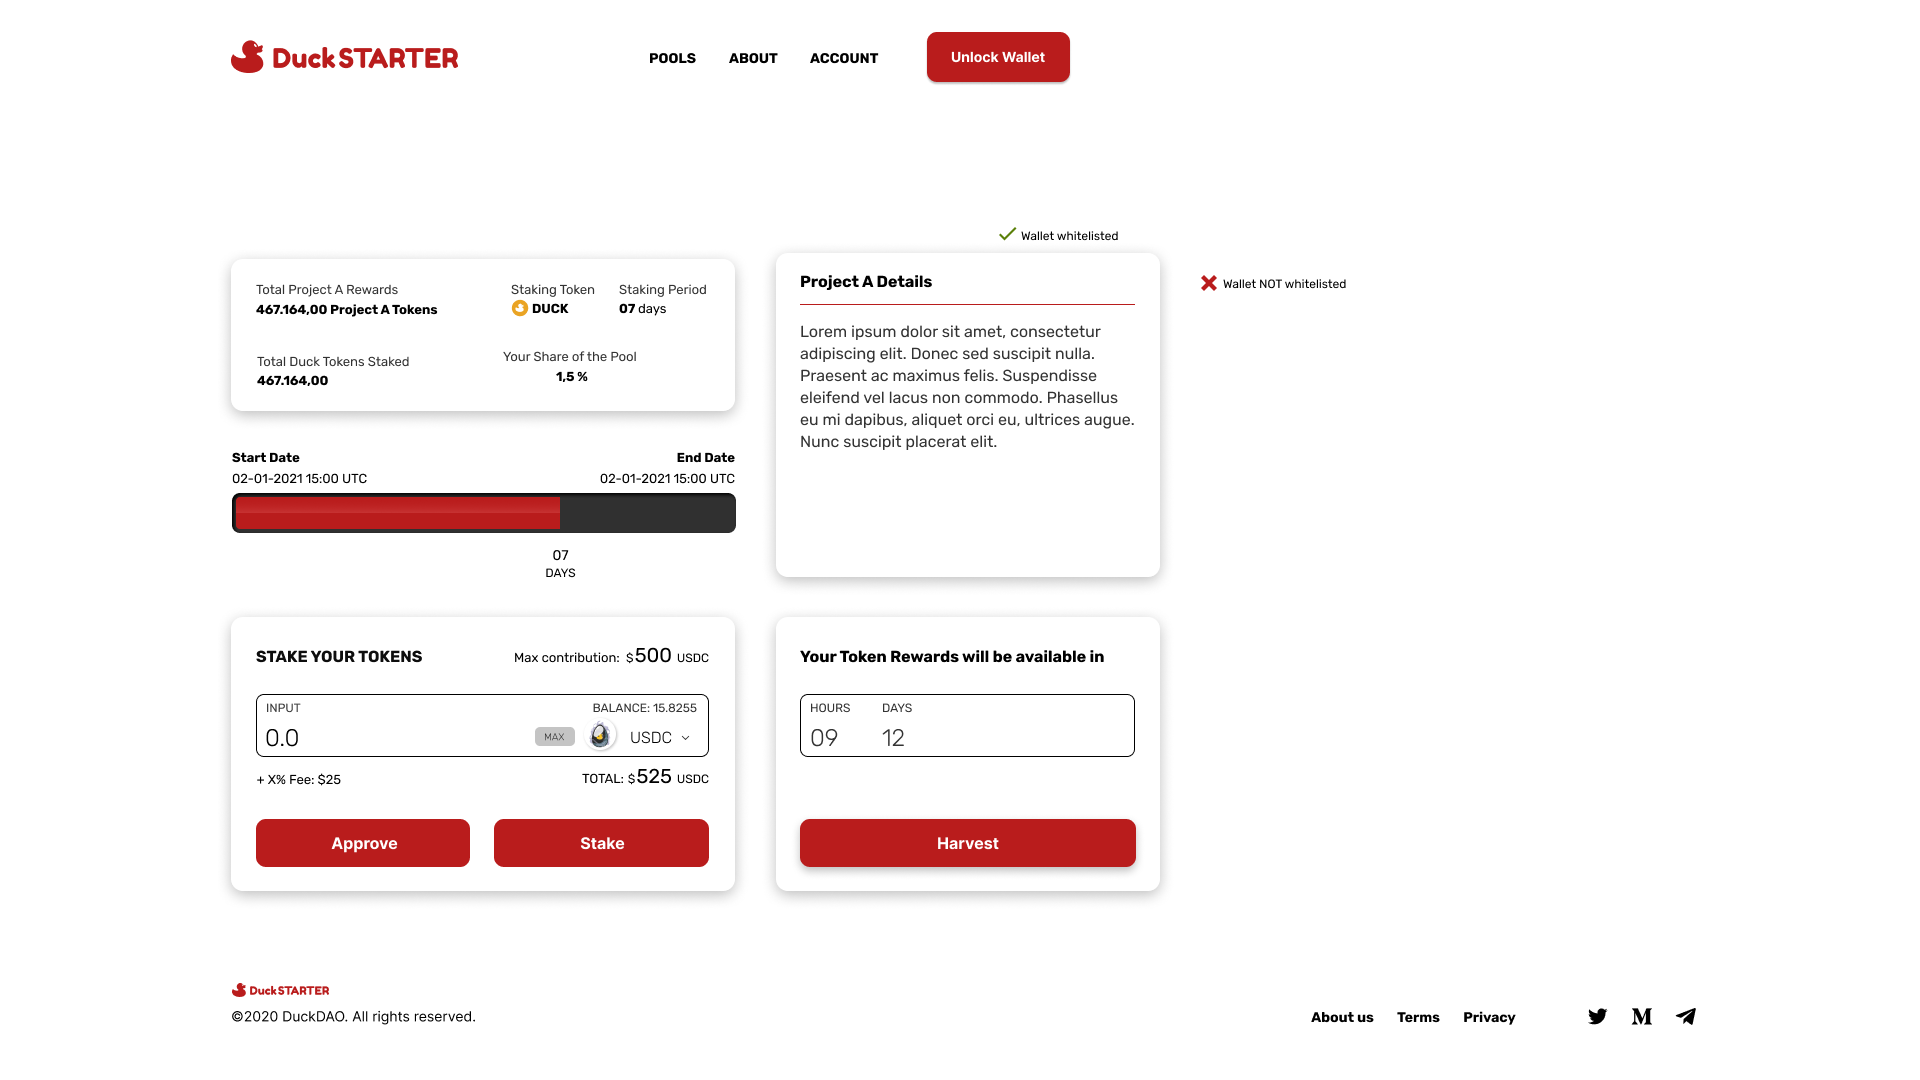 DuckSTARTER
POOLS
ABOUT
ACCOUNT
Unlock Wallet
Wallet whitelisted
Wallet NOT whitelisted
Total Project A Rewards
467.164,00 Project A Tokens
Staking Token
DUCK
Staking Period
07 days
Total Duck Tokens Staked
467.164,00
Your Share of the Pool
1,5 %
Project A Details
Lorem ipsum dolor sit amet, consectetur
adipiscing elit. Donec sed suscipit nulla.
Praesent ac maximus felis. Suspendisse
eleifend vel lacus non commodo. Phasellus
eu mi dapibus, aliquet orci eu, ultrices augue.
Nunc suscipit placerat elit.
Start Date
02-01-2021 15:00 UTC
End Date
02-01-2021 15:00 UTC
07
DAYS
STAKE YOUR TOKENS
Max contribution: $500 USDC
INPUT
BALANCE: 15.8255
0.0
MAX
USDC
+ X% Fee: $25
TOTAL: $525 USDC
Approve
Stake
Your Token Rewards will be available in
HOURS
DAYS
09
12
Harvest
DuckSTARTER
©2020 DuckDAO. All rights reserved.
About us
Terms
Privacy